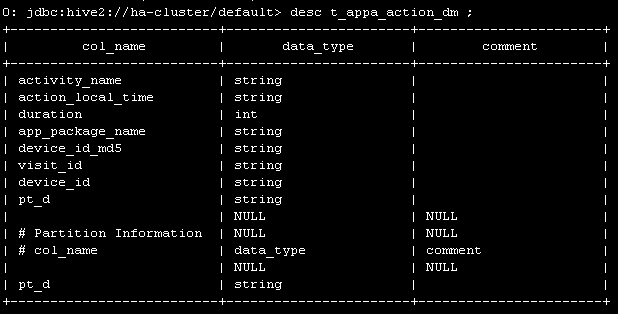 0: jdbc:hive2://ha-cluster/default> desc t_appa_action_dm ;
+--------------------------+----------------------+----------------------+
| col_name | data_type | comment |
+--------------------------+----------------------+----------------------+
| activity_name | string | |
| action_local_time | string | |
| duration | int | |
| app_package_name | string | |
| device_id_md5 | string | |
| visit_id | string | |
| device_id | string | |
| pt_d | string | |
| | NULL | NULL |
| # Partition Information | NULL | NULL |
| # col_name | data_type | comment |
| | NULL | NULL |
| pt_d | string | |
+--------------------------+----------------------+----------------------+